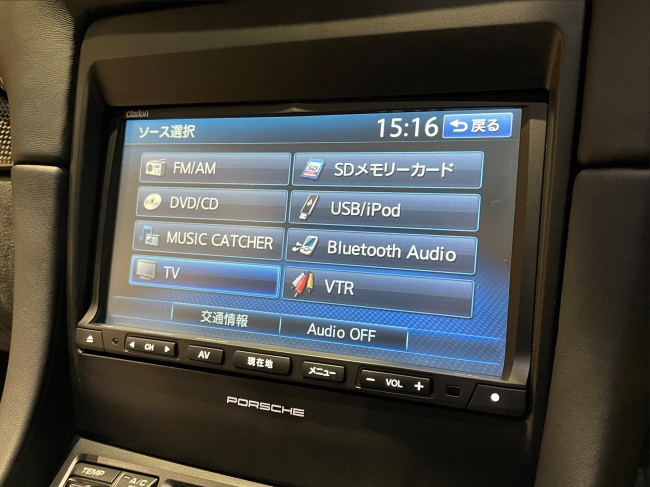 clarion
ソース選択
15:16
戻る
FM/AM
SDメモリーカード
DVD/CD
USB/iPod
MUSIC CATCHER
Bluetooth Audio
TV
VTR
交通情報
Audio OFF
CH
AV
現在地
メニュー
− VOL +
PORSCHE
TEMP
A/C